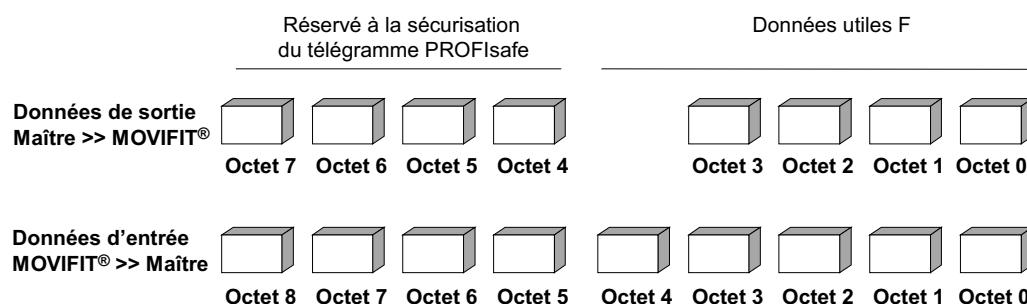 Réservé à la sécurisation
du télégramme PROFIsafe
Données utiles F
Données de sortie
Maître >> MOVIFIT®
Octet 7 Octet 6 Octet 5 Octet 4 Octet 3 Octet 2 Octet 1 Octet 0
Données d'entrée
MOVIFIT® >> Maître
Octet 8 Octet 7 Octet 6 Octet 5 Octet 4 Octet 3 Octet 2 Octet 1 Octet 0